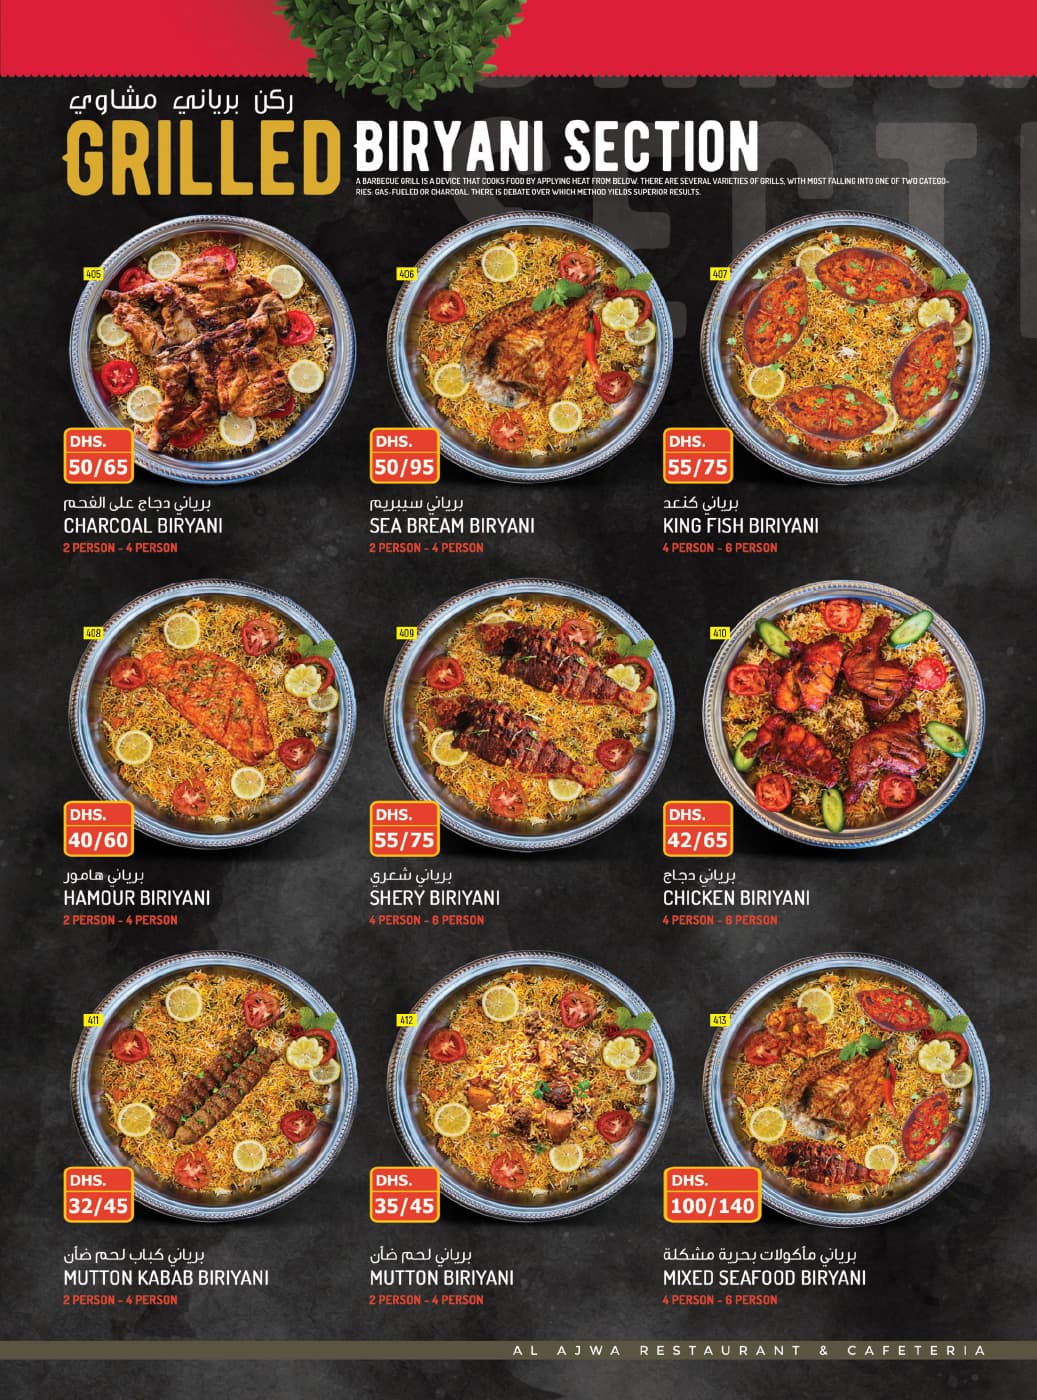 ركن برياني مشاوي
GRILLED BIRYANI SECTION
A BARBECUE GRILL IS A DEVICE THAT COOKS FOOD BY APPLYING HEAT FROM BELOW. THERE ARE SEVERAL VARIETIES OF GRILLS, WITH MOST FALLING INTO ONE OF TWO CATEGO-
RIES: GAS-FUELED OR CHARCOAL. THERE IS DEBATE OVER WHICH METHOD YIELDS SUPERIOR RESULTS.
405
DHS.
50/65
برياني دجاج على الفحم
CHARCOAL BIRYANI
2 PERSON - 4 PERSON
406
DHS.
50/95
برياني سيبريم
SEA BREAM BIRYANI
2 PERSON - 4 PERSON
407
DHS.
55/75
برياني كنعد
KING FISH BIRIYANI
4 PERSON - 6 PERSON
408
DHS.
40/60
برياني هامور
HAMOUR BIRIYANI
2 PERSON - 4 PERSON
409
DHS.
55/75
برياني شعري
SHERY BIRIYANI
4 PERSON - 6 PERSON
410
DHS.
42/65
برياني دجاج
CHICKEN BIRIYANI
4 PERSON - 6 PERSON
411
DHS.
32/45
برياني كباب لحم ضأن
MUTTON KABAB BIRIYANI
2 PERSON - 4 PERSON
412
DHS.
35/45
برياني لحم ضأن
MUTTON BIRIYANI
2 PERSON - 4 PERSON
413
DHS.
100/140
برياني مأكولات بحرية مشكلة
MIXED SEAFOOD BIRYANI
4 PERSON - 6 PERSON
AL AJWA RESTAURANT & CAFETERIA